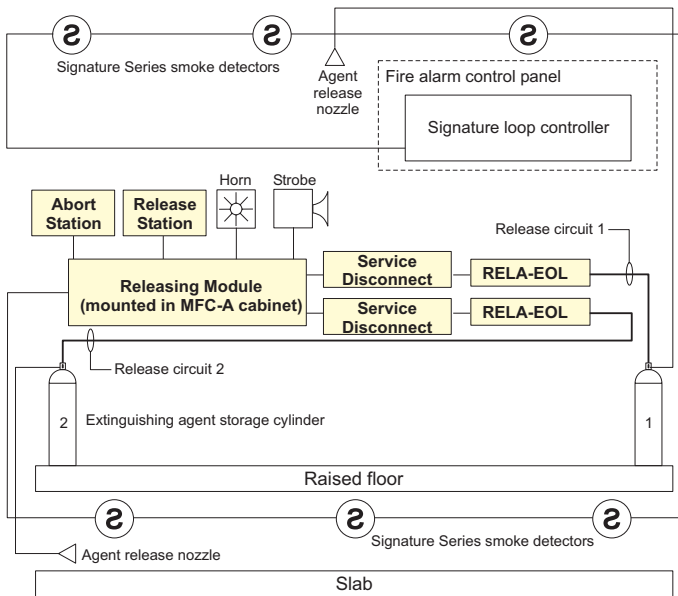 S S S
Signature Series smoke detectors
Agent
release
nozzle
Fire alarm control panel
Signature loop controller
Abort
Station
Release
Station
Horn
Strobe
Release circuit 1
Releasing Module
(mounted in MFC-A cabinet)
Service
Disconnect
RELA-EOL
Service
Disconnect
RELA-EOL
Release circuit 2
2
Extinguishing agent storage cylinder
1
Raised floor
S S S
Signature Series smoke detectors
Agent release nozzle
Slab